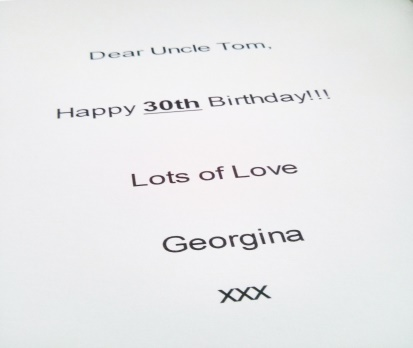 Dear Uncle Tom,
Happy 30th Birthday!!!
Lots of Love
Georgina
xxx